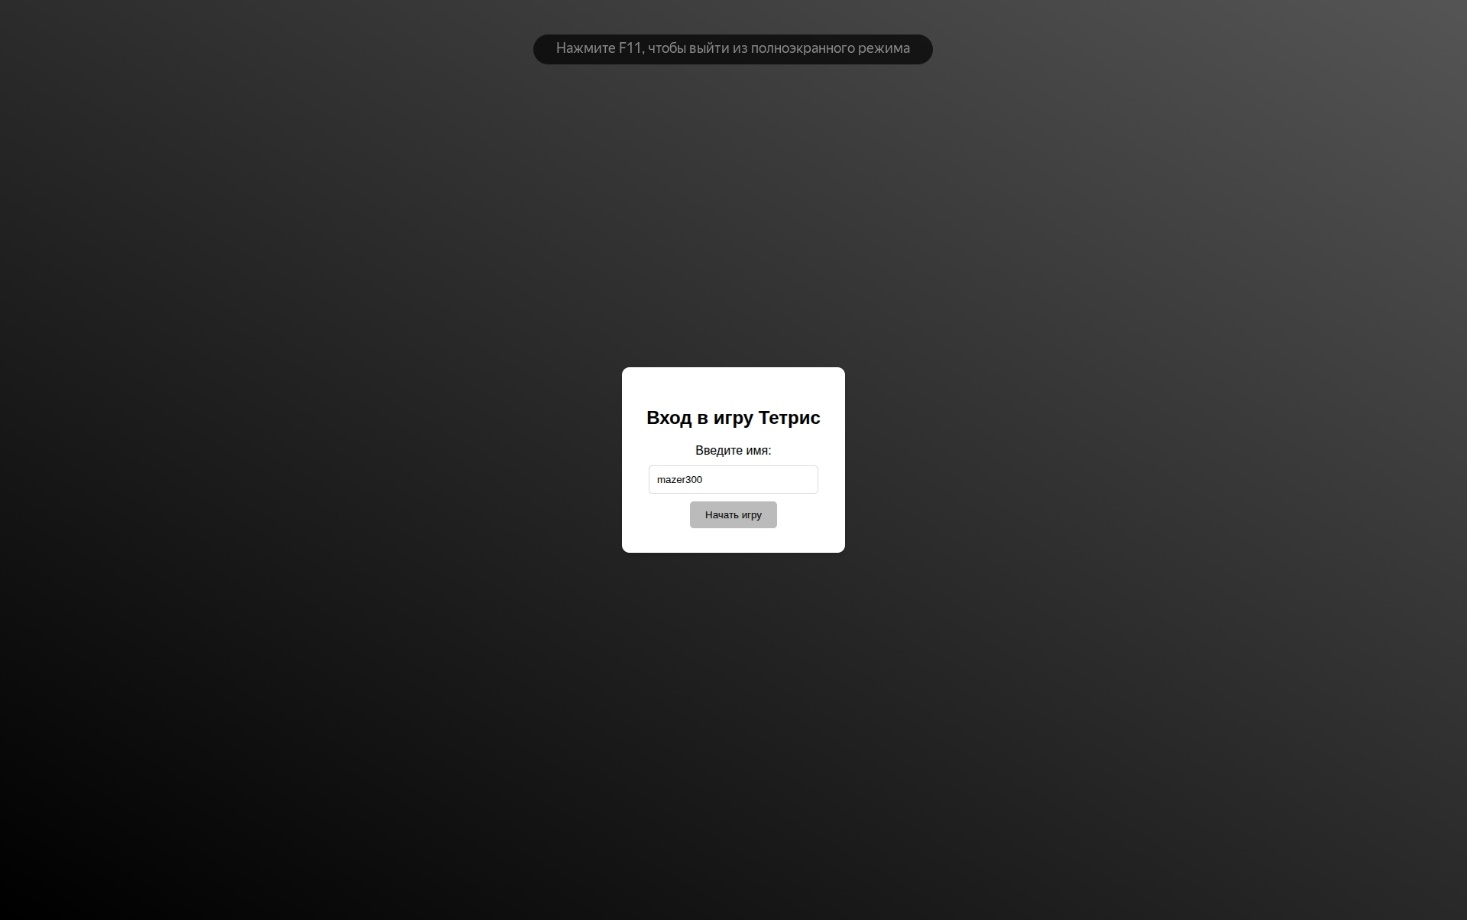 Нажмите F11, чтобы выйти из полноэкранного режима
Вход в игру Тетрис
Введите имя:
mazer300
Начать игру